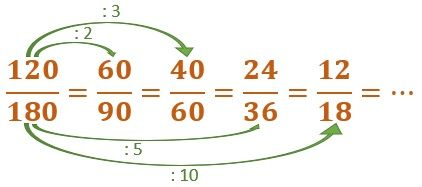 : 3
: 2
120/180 = 60/90 = 40/60 = 24/36 = 12/18 = ...
: 5
: 10